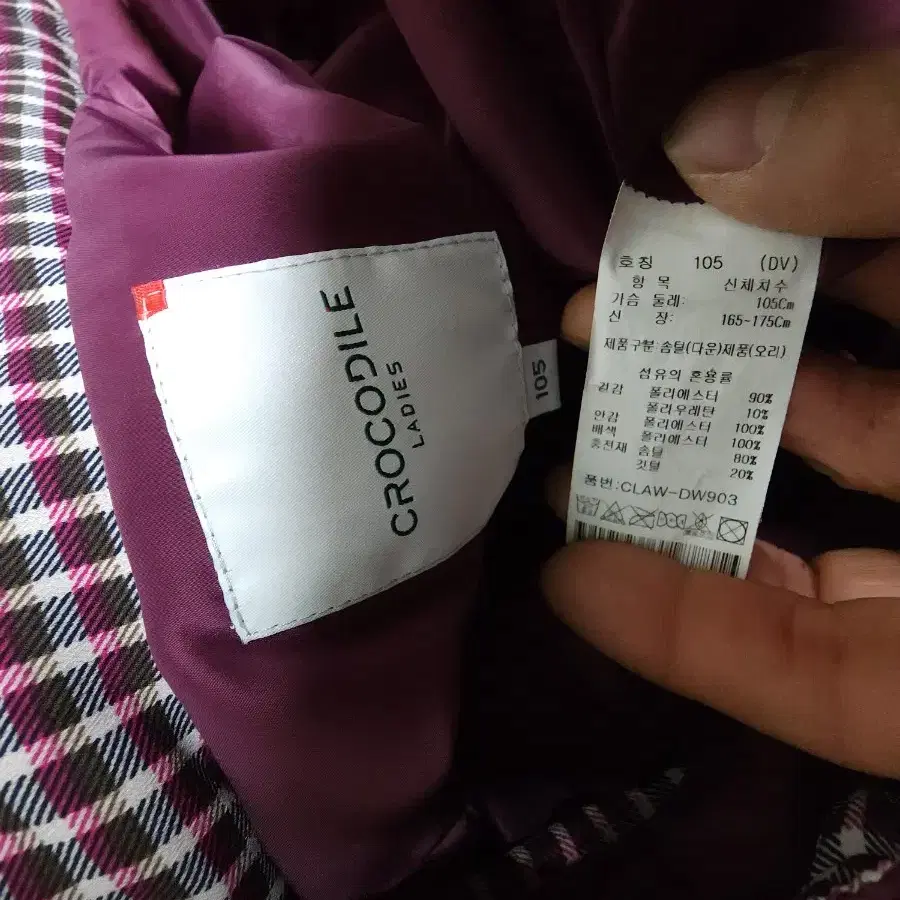 CROCODILE
LADIES
105
호칭 105 (DV)
항 목 신체치수
가슴 둘레: 105Cm
신 장: 165~175Cm
제품구분:솜털(다운)제품(오리)
섬유의 혼용률
겉감 폴리에스터 90%
폴리우레탄 10%
안감 폴리에스터 100%
배색 폴리에스터 100%
충전재 솜털 80%
깃털 20%
품번:CLAW-DW903